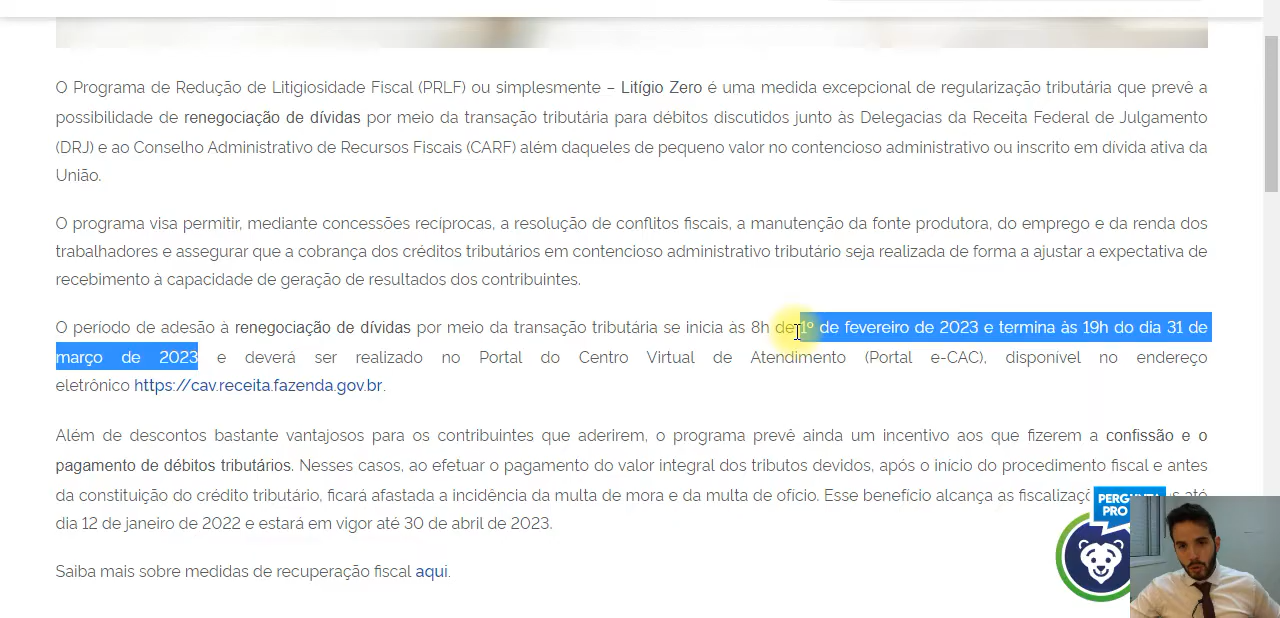 O Programa de Redução de Litigiosidade Fiscal (PRLF) ou simplesmente – Litígio Zero é uma medida excepcional de regularização tributária que prevê a
possibilidade de renegociação de dívidas por meio da transação tributária para débitos discutidos junto às Delegacias da Receita Federal de Julgamento
(DRJ) e ao Conselho Administrativo de Recursos Fiscais (CARF) além daqueles de pequeno valor no contencioso administrativo ou inscrito em dívida ativa da
União.
O programa visa permitir, mediante concessões recíprocas, a resolução de conflitos fiscais, a manutenção da fonte produtora, do emprego e da renda dos
trabalhadores e assegurar que a cobrança dos créditos tributários em contencioso administrativo tributário seja realizada de forma a ajustar a expectativa de
recebimento à capacidade de geração de resultados dos contribuintes.
O período de adesão à renegociação de dívidas por meio da transação tributária se inicia às 8h de 1º de fevereiro de 2023 e termina às 19h do dia 31 de
março de 2023 e deverá ser realizado no Portal do Centro Virtual de Atendimento (Portal e-CAC), disponível no endereço
eletrônico https://cav.receita.fazenda.gov.br.
Além de descontos bastante vantajosos para os contribuintes que aderirem, o programa prevê ainda um incentivo aos que fizerem a confissão e o
pagamento de débitos tributários. Nesses casos, ao efetuar o pagamento do valor integral dos tributos devidos, após o início do procedimento fiscal e antes
da constituição do crédito tributário, ficará afastada a incidência da multa de mora e da multa de ofício. Esse benefício alcança as até
dia 12 de janeiro de 2022 e estará em vigor até 30 de abril de 2023.
PRO
Saiba mais sobre medidas de recuperação fiscal aqui.